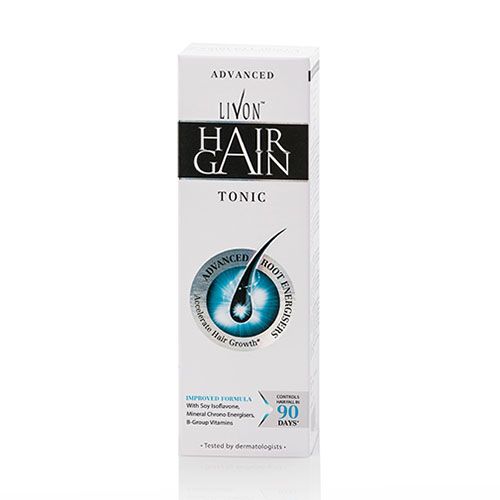 ADVANCED
LIVON™
HAIR
GAIN
TONIC
ADVANCED ROOT ENERGISERS
Accelerate Hair Growth*
IMPROVED FORMULA
With Soy Isoflavone,
Mineral Chrono Energisers,
B-Group Vitamins
CONTROLS
HAIRFALL IN
90
DAYS*
• Tested by dermatologists •